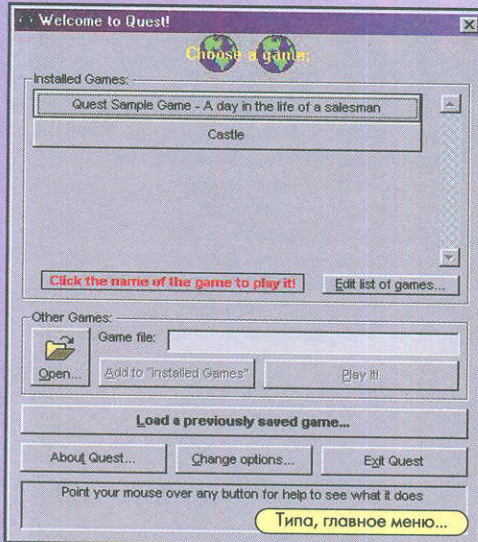 Welcome to Quest!
Choose a game:
Installed Games:
Quest Sample Game - A day in the life of a salesman
Castle
Click the name of the game to play it!
Edit list of games...
Other Games:
Game file:
Open...
Add to "Installed Games"
Play it!
Load a previously saved game...
About Quest...
Change options...
Exit Quest
Point your mouse over any button for help to see what it does
Типа, главное меню...